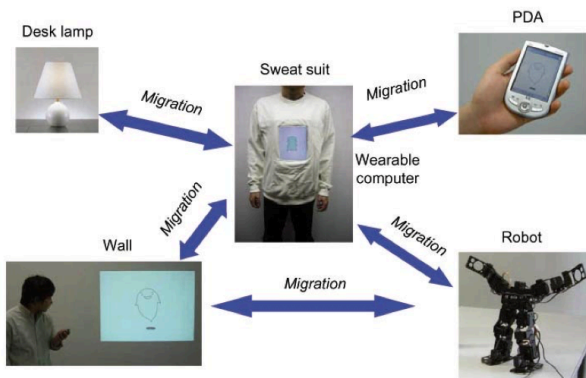 PDA
Desk lamp
Sweat suit
Migration
Migration
Wearable
computer
Migration
Migration
Wall
Robot
Migration